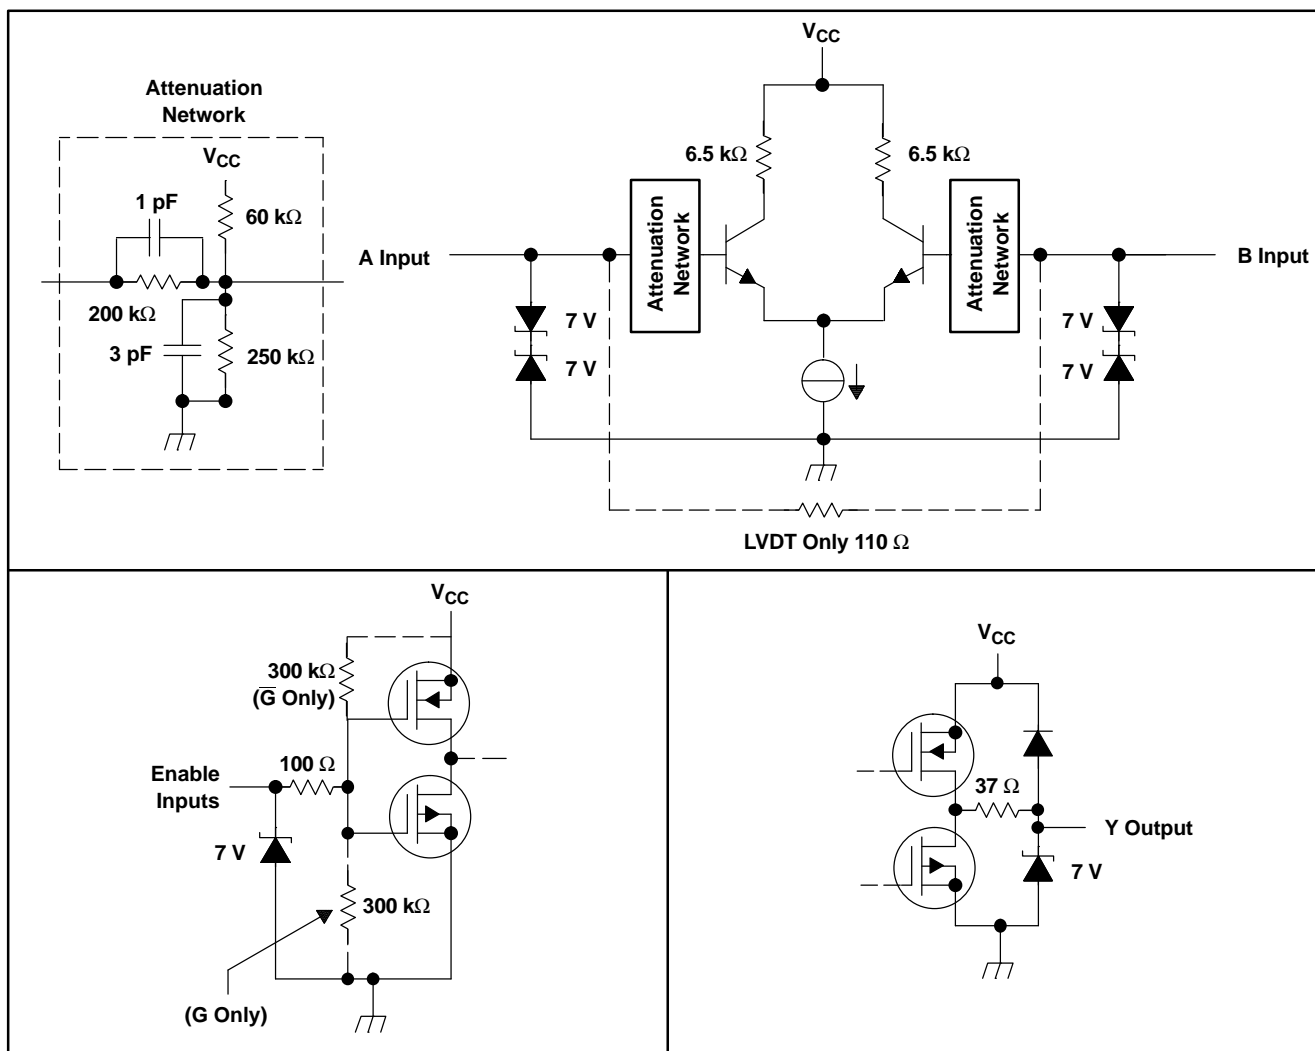 Attenuation
Network
VCC
1 pF
60 kΩ
200 kΩ
3 pF
250 kΩ
VCC
6.5 kΩ
6.5 kΩ
A Input
Attenuation
Network
Attenuation
Network
B Input
7 V
7 V
7 V
7 V
LVDT Only 110 Ω
VCC
300 kΩ
(G̅ Only)
100 Ω
Enable
Inputs
7 V
300 kΩ
(G Only)
VCC
37 Ω
Y Output
7 V